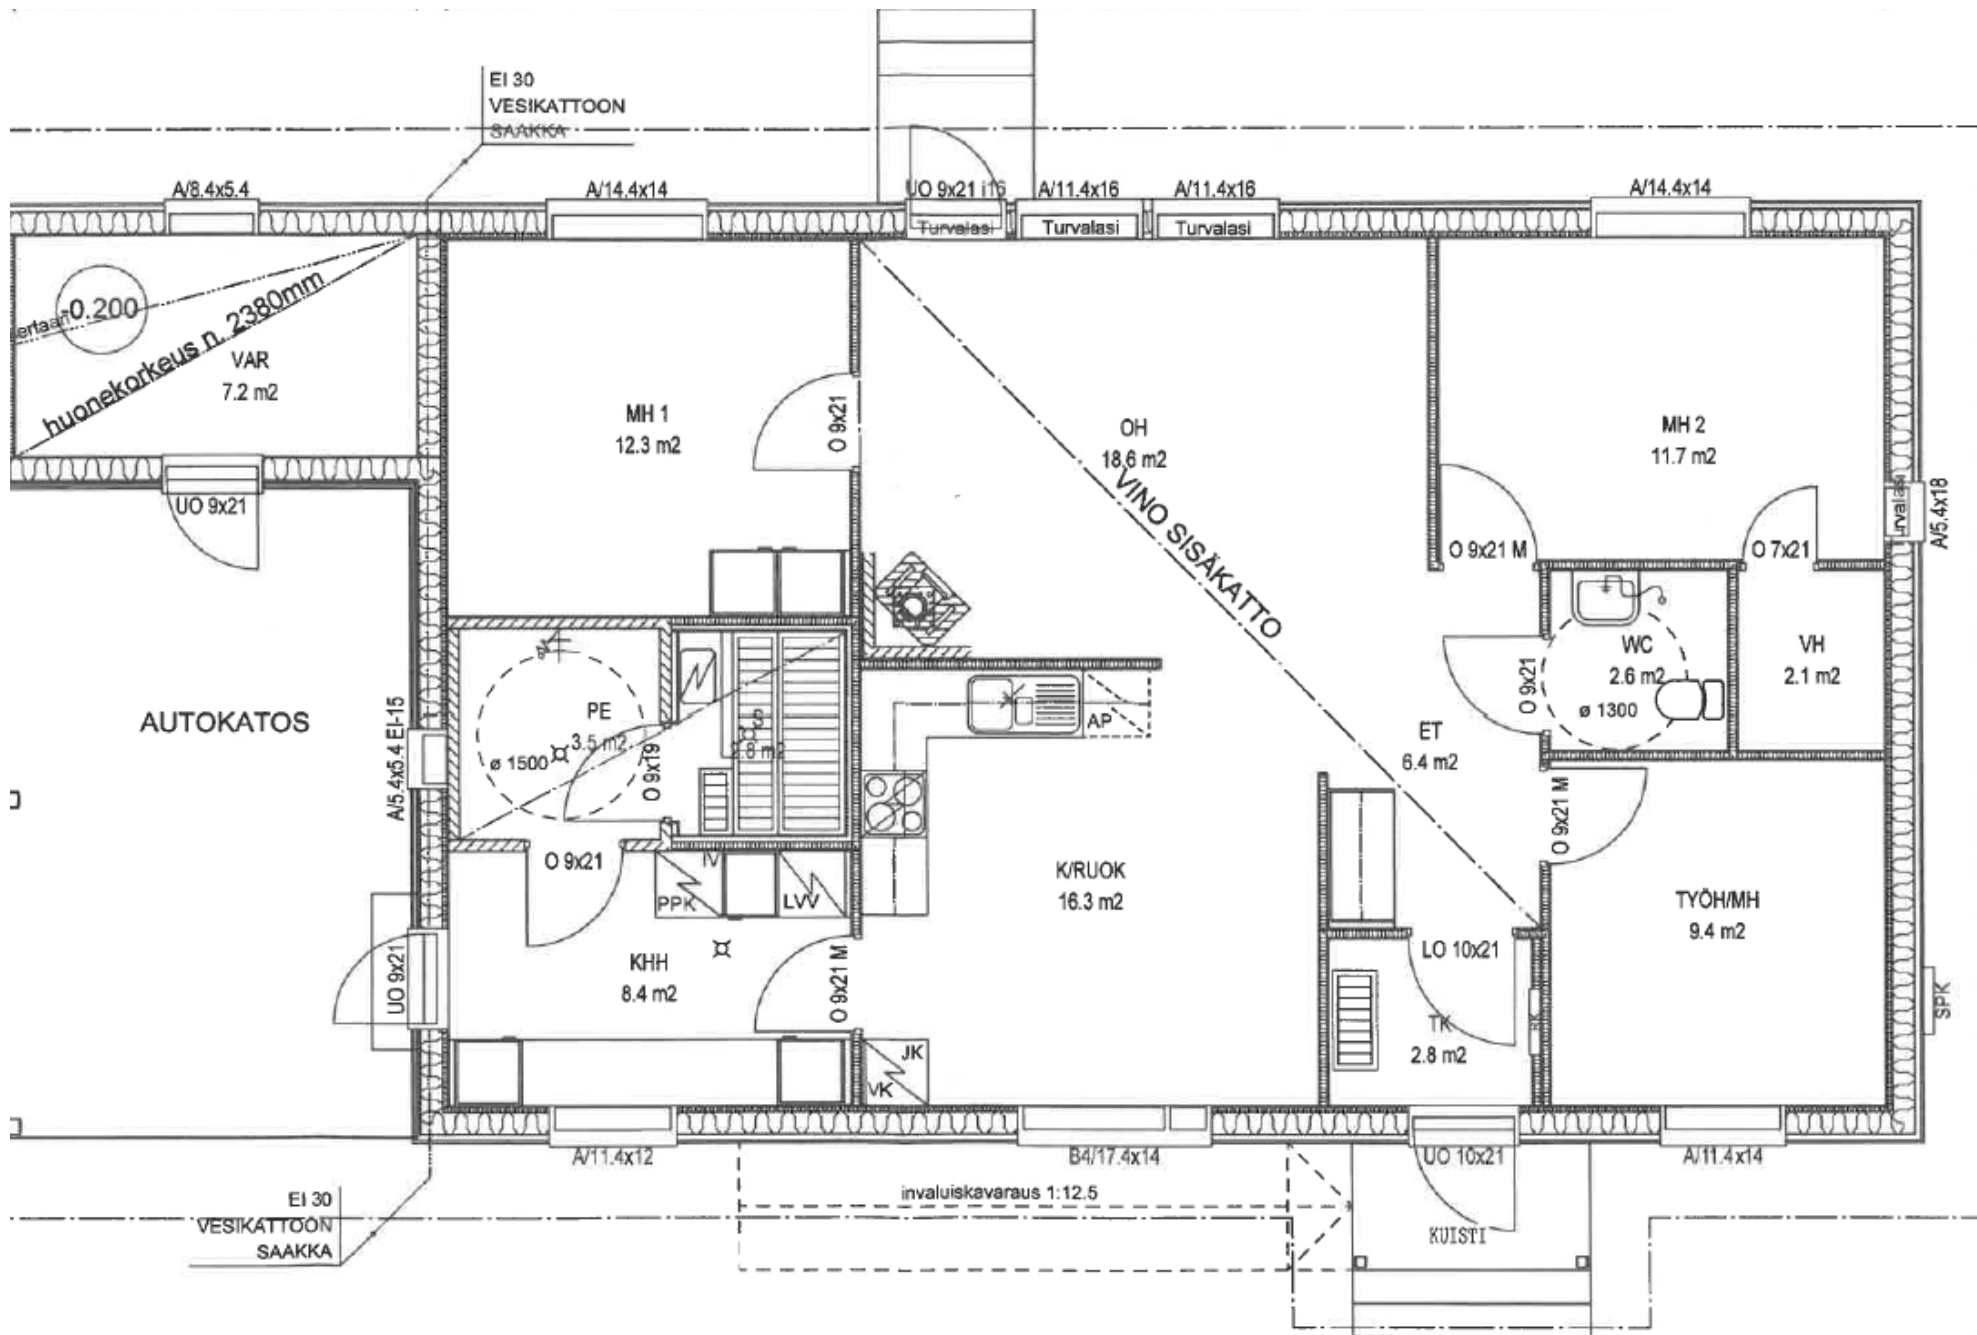 EI 30
VESIKATTOON
SAAKKA
A/8.4x5.4
A/14.4x14
UO 9x21 i16
A/11.4x16
A/11.4x16
A/14.4x14
Turvalasi
Turvalasi
Turvalasi
-0.200
huonekorkeus n. 2380mm
VAR
7.2 m2
UO 9x21
MH 1
12.3 m2
O 9x21
OH
18.6 m2
VINO SISÄKATTO
MH 2
11.7 m2
O 9x21 M
O 7x21
Turvalasi
A/5.4x18
AUTOKATOS
A/5.4x5.4 EI-15
PE
3.5 m2
ø 1500
O 9x19
S
2.8 m2
AP
O 9x21
WC
2.6 m2
ø 1300
VH
2.1 m2
ET
6.4 m2
O 9x21 M
O 9x21
IV
PPK
LVV
K/RUOK
16.3 m2
TYÖH/MH
9.4 m2
UO 9x21
KHH
8.4 m2
O 9x21 M
LO 10x21
TK
2.8 m2
RK
SPK
JK
VK
A/11.4x12
B4/17.4x14
UO 10x21
A/11.4x14
invaluiskavaraus 1:12.5
KUISTI
EI 30
VESIKATTOON
SAAKKA